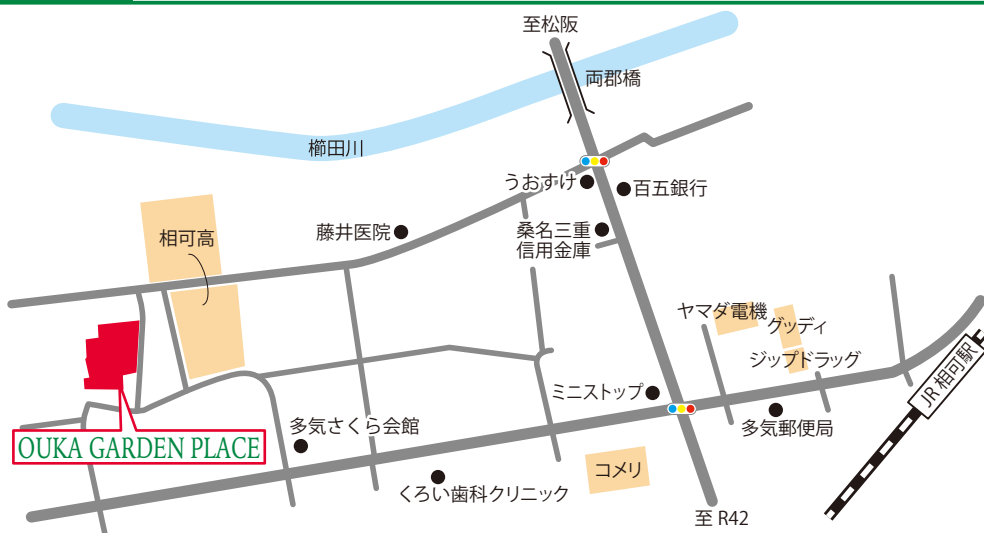 至松阪
両郡橋
櫛田川
うおすけ
百五銀行
藤井医院
桑名三重
信用金庫
相可高
ヤマダ電機
グッディ
ジップドラッグ
JR 相可駅
ミニストップ
多気郵便局
多気さくら会館
OUKA GARDEN PLACE
コメリ
くろい歯科クリニック
至 R42